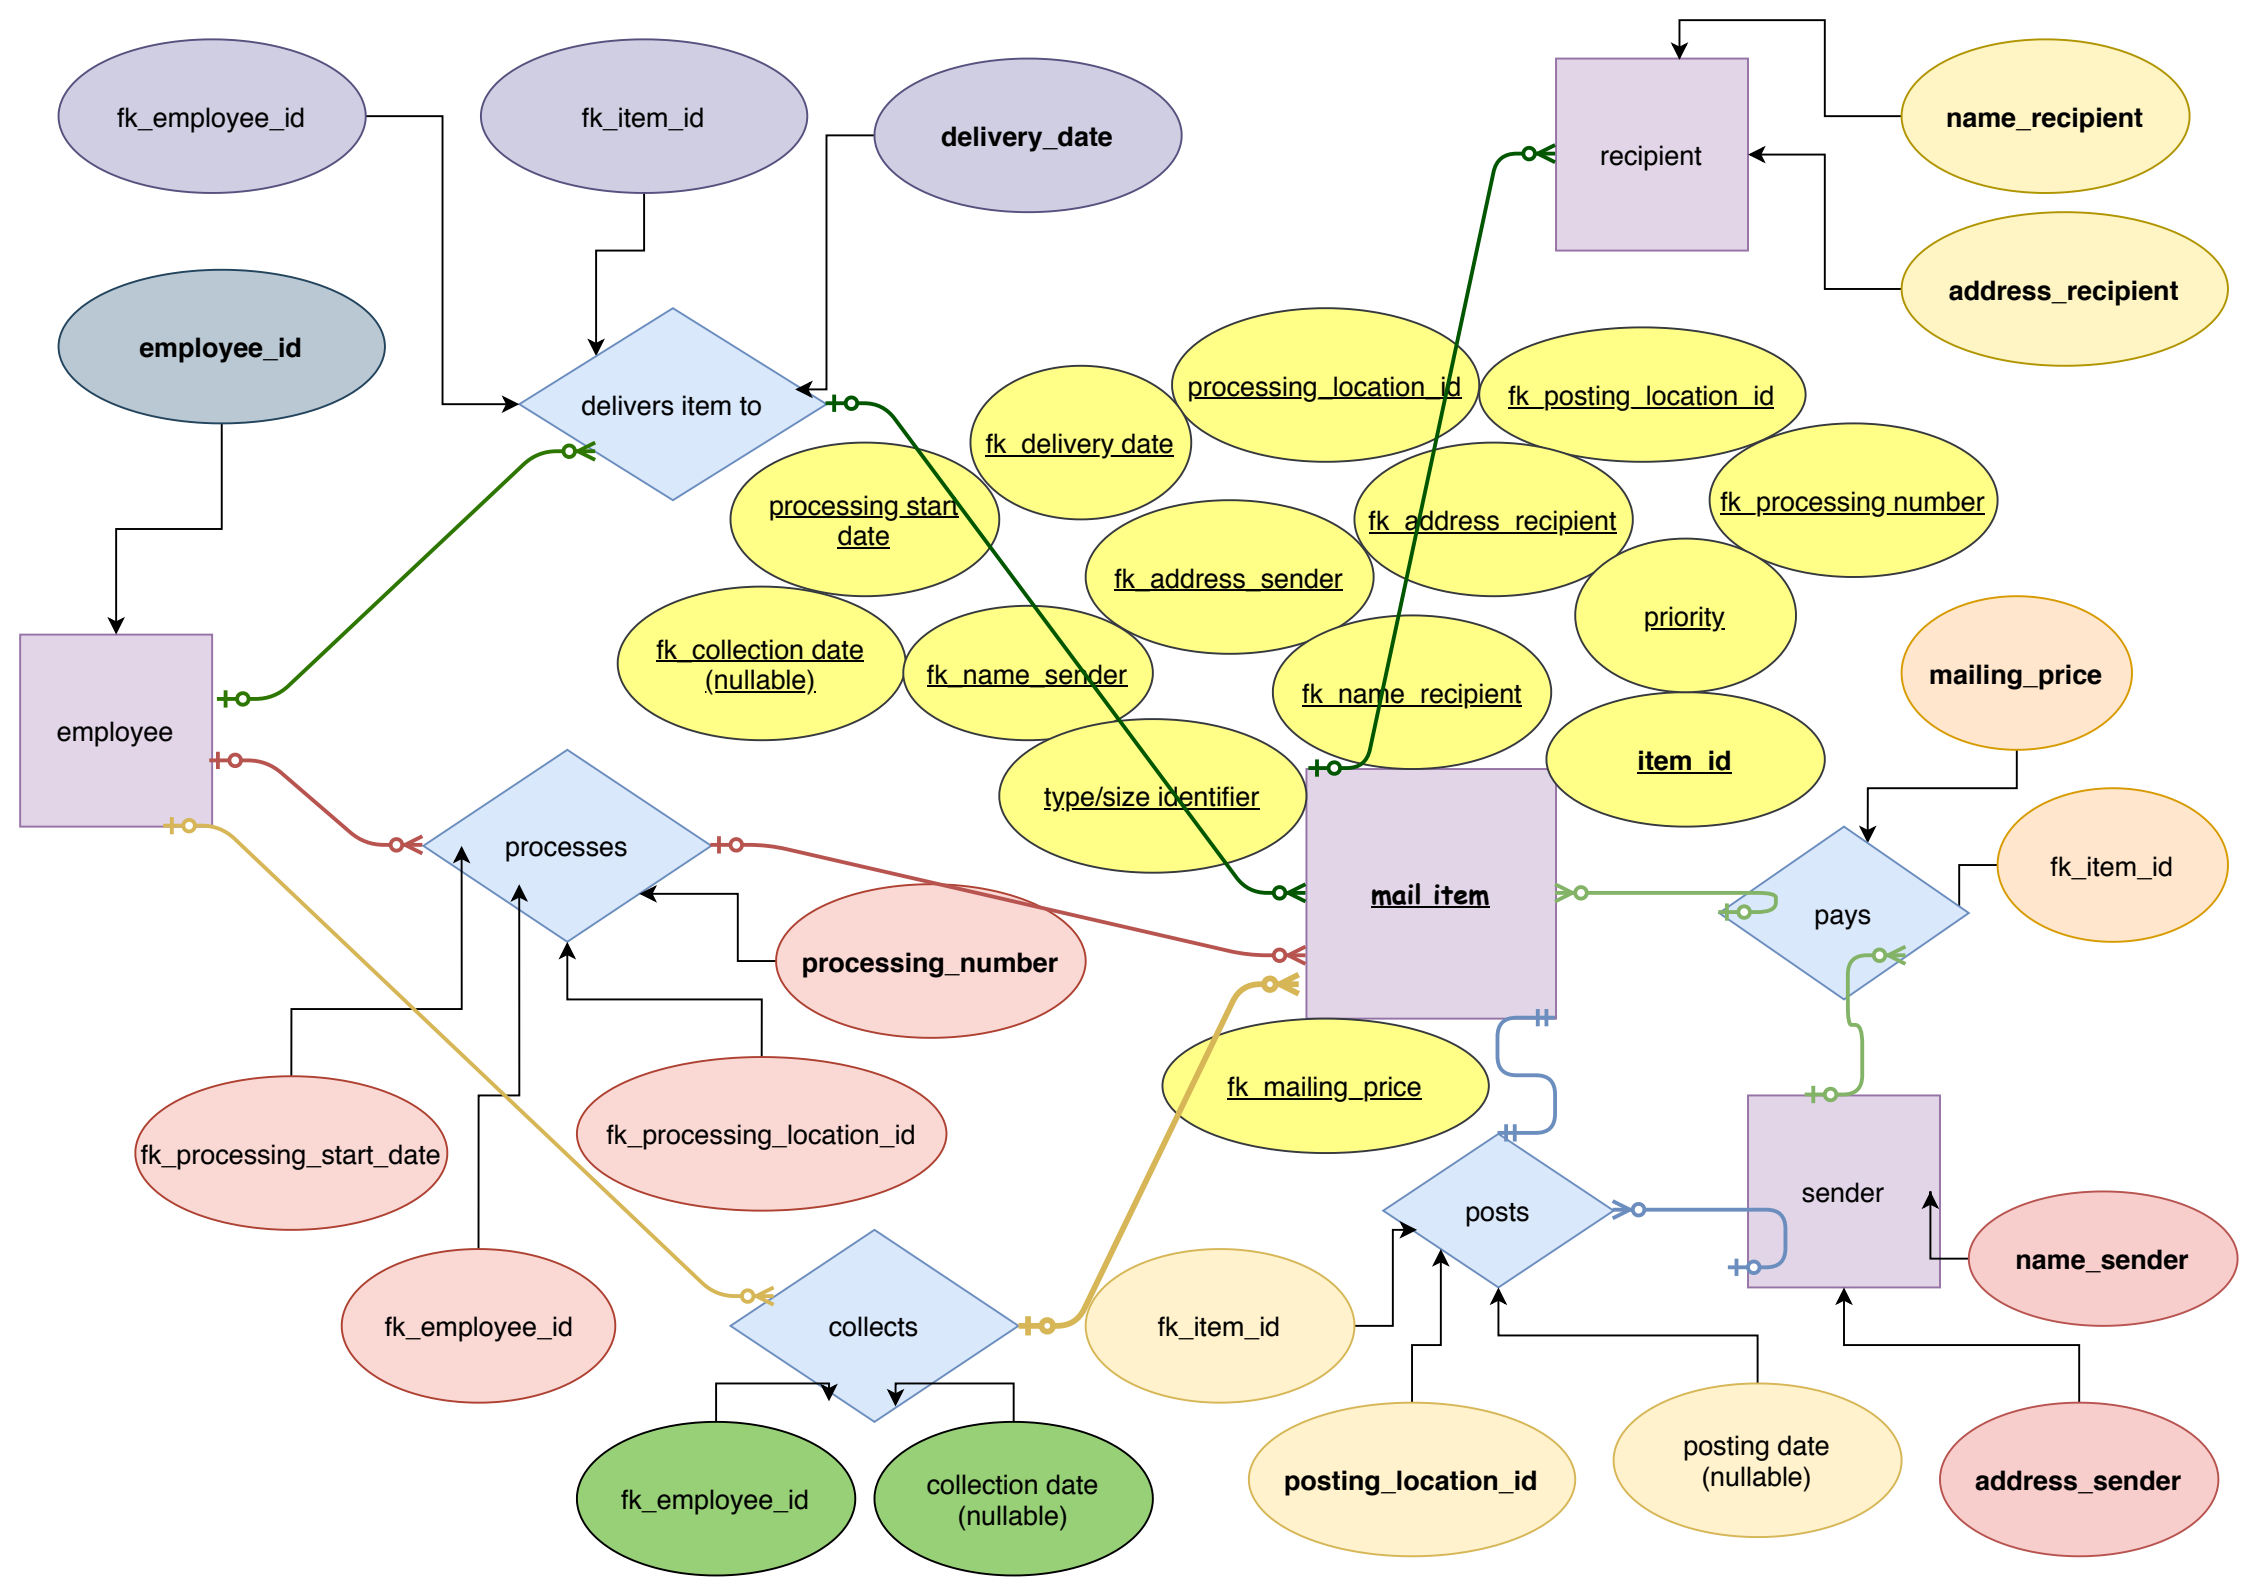 fk_employee_id
fk_item_id
delivery_date
name_recipient
recipient
address_recipient
employee_id
delivers item to
processing_location_id
fk_posting_location_id
fk_delivery date
processing start
date
fk_address_recipient
fk_processing number
fk_address_sender
priority
fk_collection date
(nullable)
fk_name_sender
fk_name_recipient
mailing_price
employee
item_id
type/size identifier
processes
mail item
fk_item_id
pays
processing_number
fk_mailing_price
fk_processing_start_date
fk_processing_location_id
sender
posts
name_sender
fk_employee_id
collects
fk_item_id
posting date
(nullable)
posting_location_id
address_sender
fk_employee_id
collection date
(nullable)